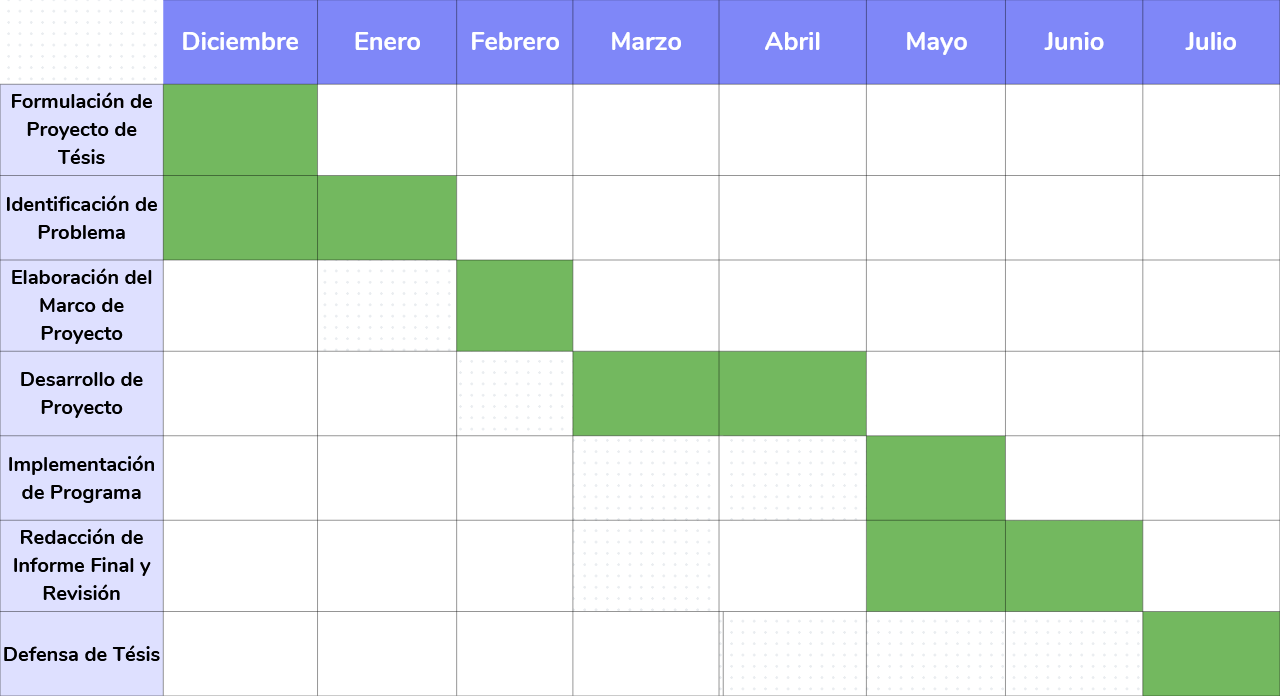 Diciembre Enero Febrero Marzo Abril Mayo Junio Julio
Formulación de
Proyecto de
Tésis
Identificación de
Problema
Elaboración del
Marco de
Proyecto
Desarrollo de
Proyecto
Implementación
de Programa
Redacción de
Informe Final y
Revisión
Defensa de Tésis